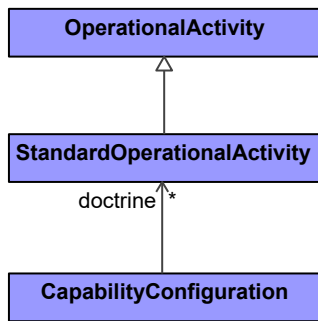 OperationalActivity
StandardOperationalActivity
doctrine *
CapabilityConfiguration